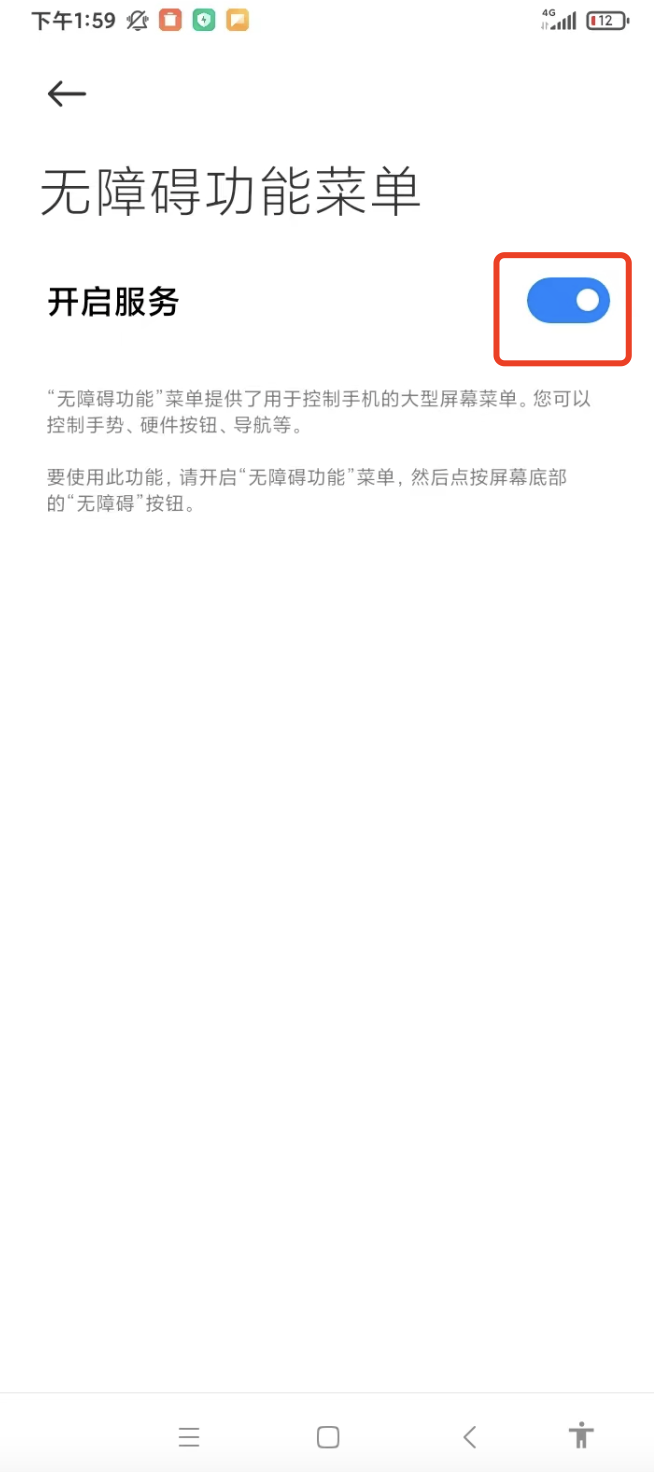 下午1:59
4G
12
无障碍功能菜单
开启服务
“无障碍功能”菜单提供了用于控制手机的大型屏幕菜单。您可以
控制手势、硬件按钮、导航等。
要使用此功能，请开启“无障碍功能”菜单，然后点按屏幕底部
的“无障碍”按钮。